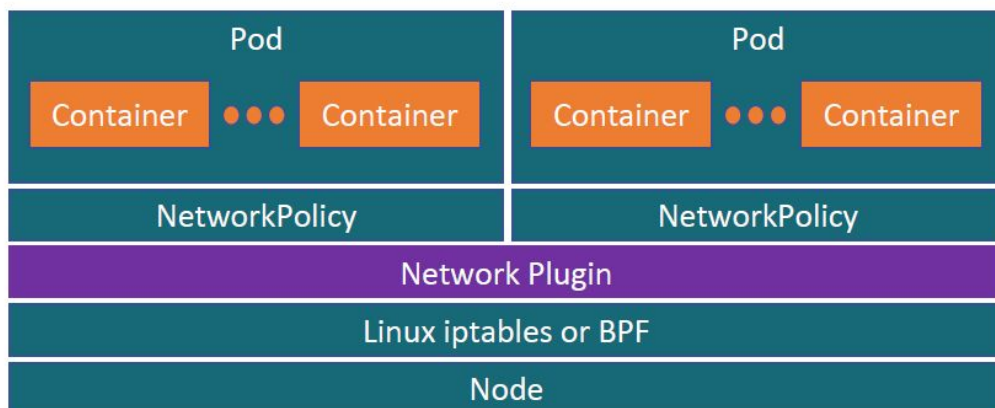 Pod
Pod
Container
Container
Container
Container
NetworkPolicy
NetworkPolicy
Network Plugin
Linux iptables or BPF
Node